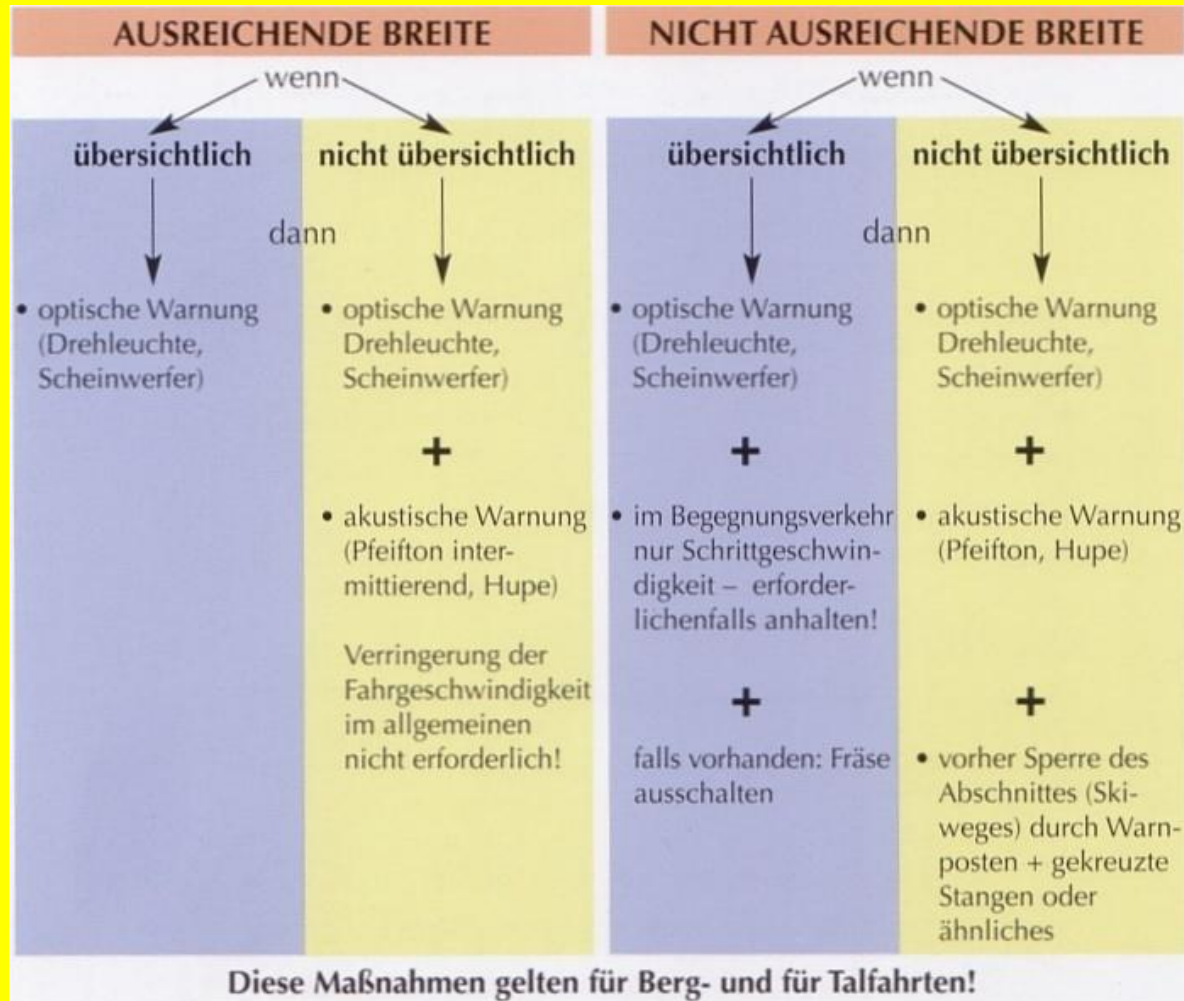 AUSREICHENDE BREITE
wenn
übersichtlich
nicht übersichtlich
dann
• optische Warnung
(Drehleuchte,
Scheinwerfer)
• optische Warnung
Drehleuchte,
Scheinwerfer)
+
• akustische Warnung
(Pfeifton inter-
mittierend, Hupe)
Verringerung der
Fahrgeschwindigkeit
im allgemeinen
nicht erforderlich!
NICHT AUSREICHENDE BREITE
wenn
übersichtlich
nicht übersichtlich
dann
• optische Warnung
(Drehleuchte,
Scheinwerfer)
+
• im Begegnungsverkehr
nur Schrittgeschwin-
digkeit – erforder-
lichenfalls anhalten!
+
falls vorhanden: Fräse
ausschalten
• optische Warnung
Drehleuchte,
Scheinwerfer)
+
• akustische Warnung
(Pfeifton, Hupe)
+
• vorher Sperre des
Abschnittes (Ski-
weges) durch Warn-
posten + gekreuzte
Stangen oder
ähnliches
Diese Maßnahmen gelten für Berg- und für Talfahrten!